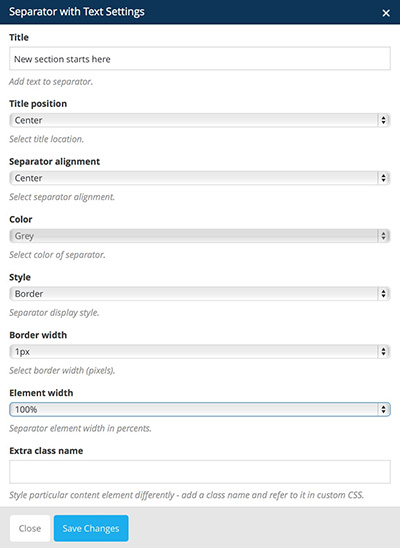 Separator with Text Settings ×
Title
New section starts here
Add text to separator.
Title position
Center
Select title location.
Separator alignment
Center
Select separator alignment.
Color
Grey
Select color of separator.
Style
Border
Separator display style.
Border width
1px
Select border width (pixels).
Element width
100%
Separator element width in percents.
Extra class name
Style particular content element differently - add a class name and refer to it in custom CSS.
Close Save Changes